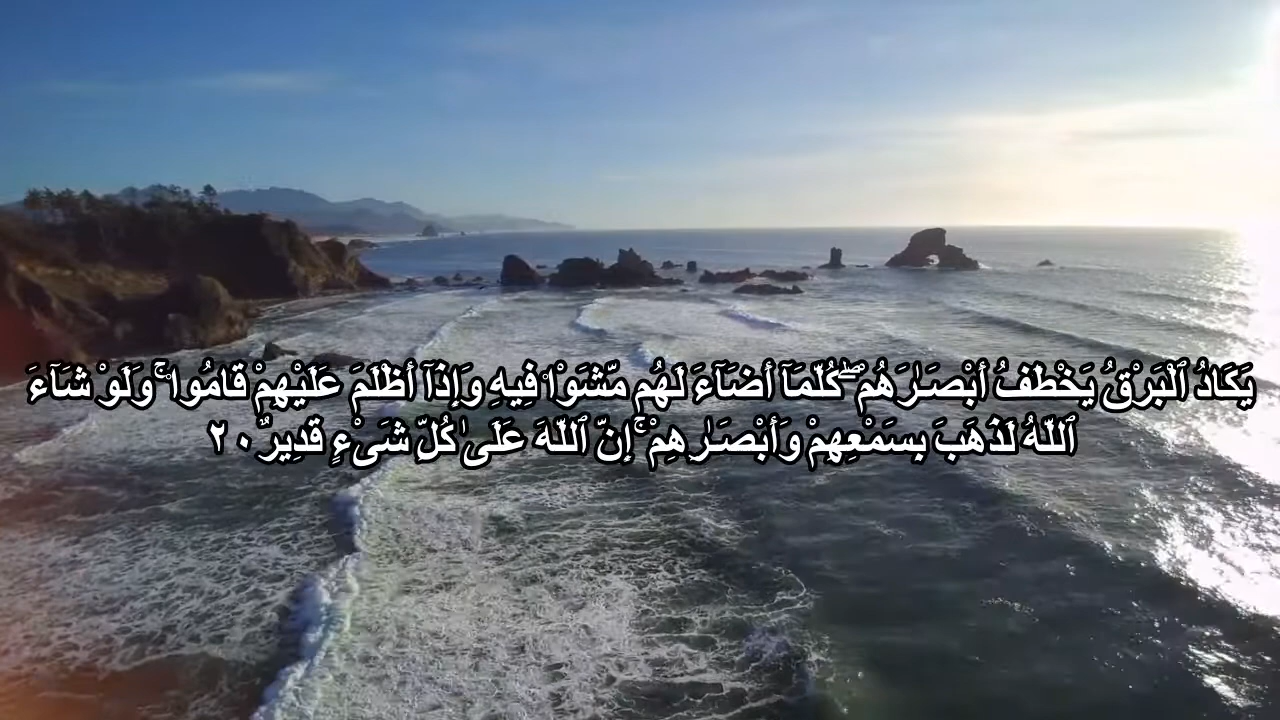 يَكَادُ ٱلْبَرْقُ يَخْطَفُ أَبْصَـٰرَهُمْ ۖ كُلَّمَآ أَضَآءَ لَهُم مَّشَوْا۟ فِيهِ وَإِذَآ أَظْلَمَ عَلَيْهِمْ قَامُوا۟ ۚ وَلَوْ شَآءَ
ٱللَّهُ لَذَهَبَ بِسَمْعِهِمْ وَأَبْصَـٰرِهِمْ ۚ إِنَّ ٱللَّهَ عَلَىٰ كُلِّ شَىْءٍ قَدِيرٌ ٢٠